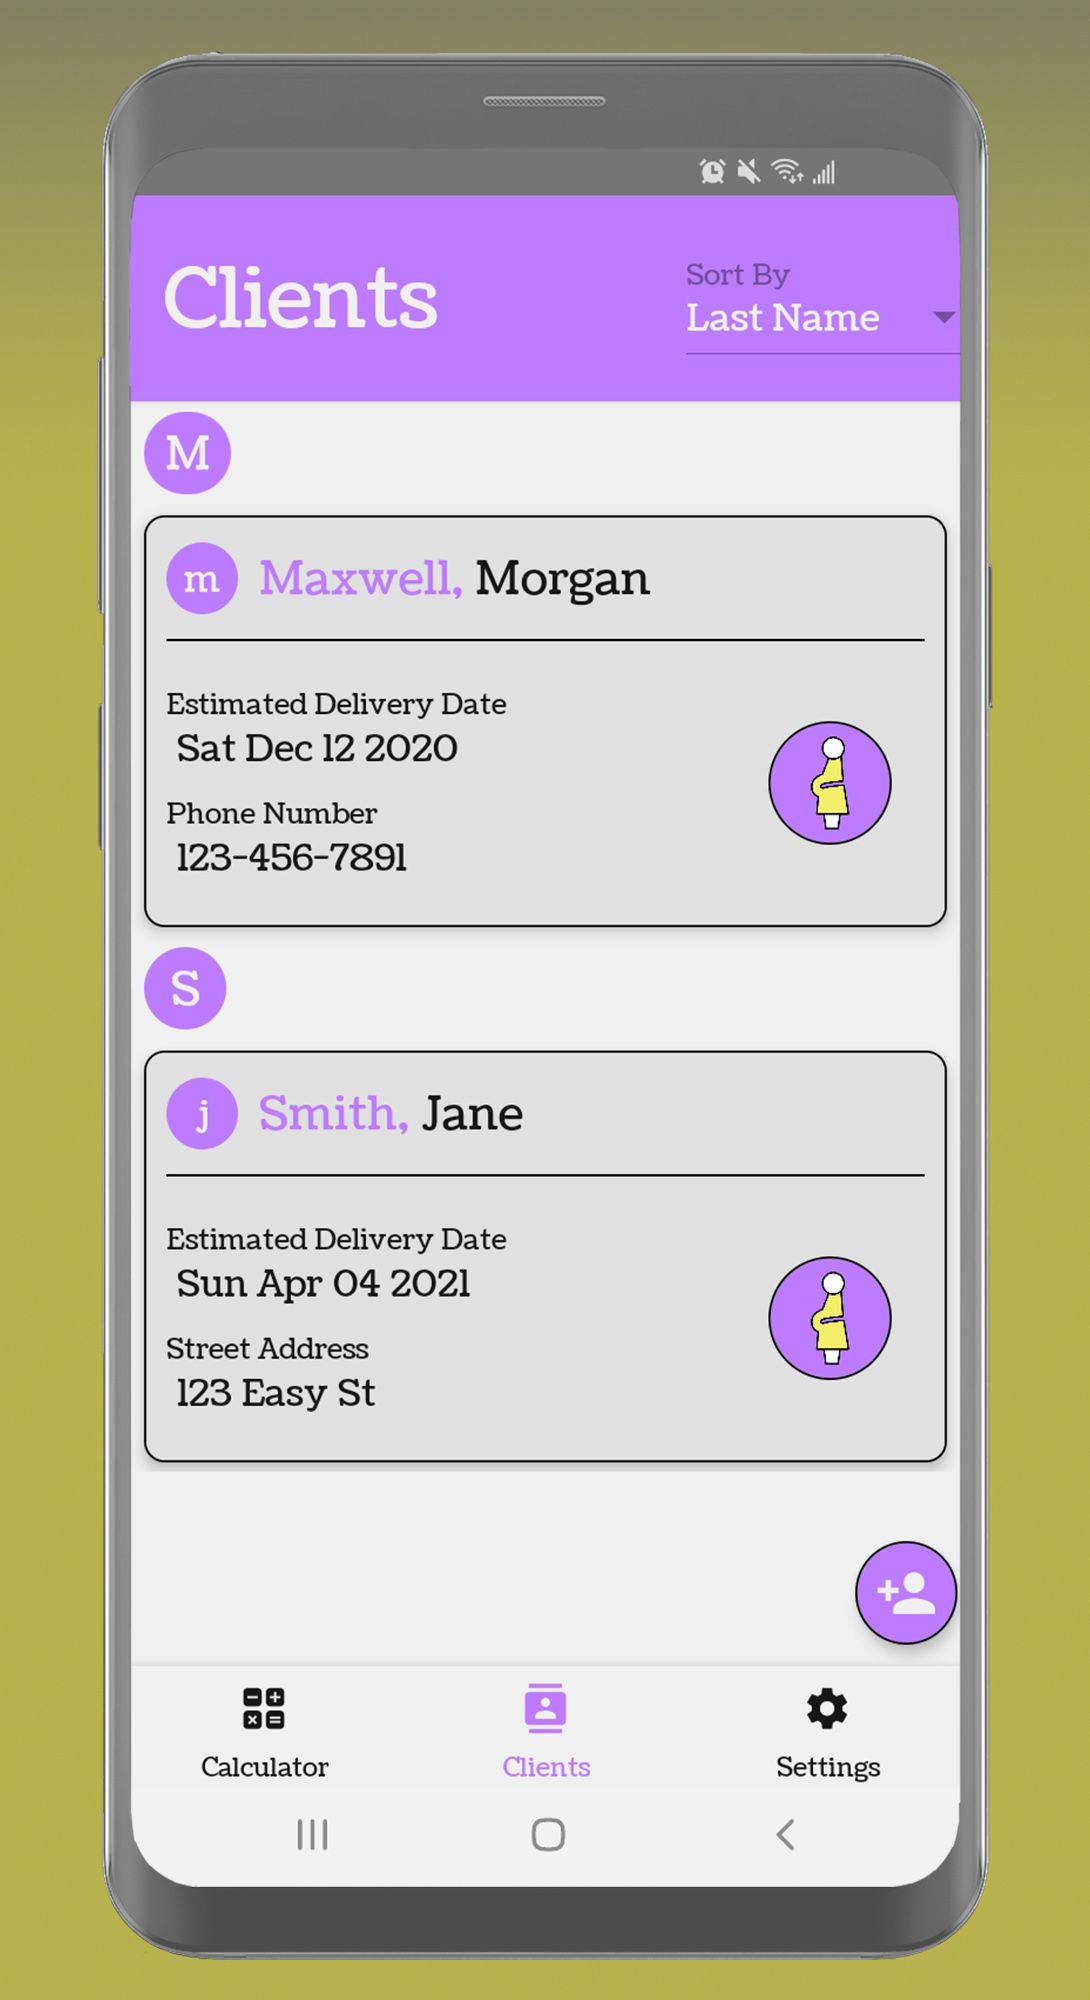 Clients
Sort By
Last Name
M
m Maxwell, Morgan
Estimated Delivery Date
Sat Dec 12 2020
Phone Number
123-456-7891
S
j Smith, Jane
Estimated Delivery Date
Sun Apr 04 2021
Street Address
123 Easy St
Calculator Clients Settings